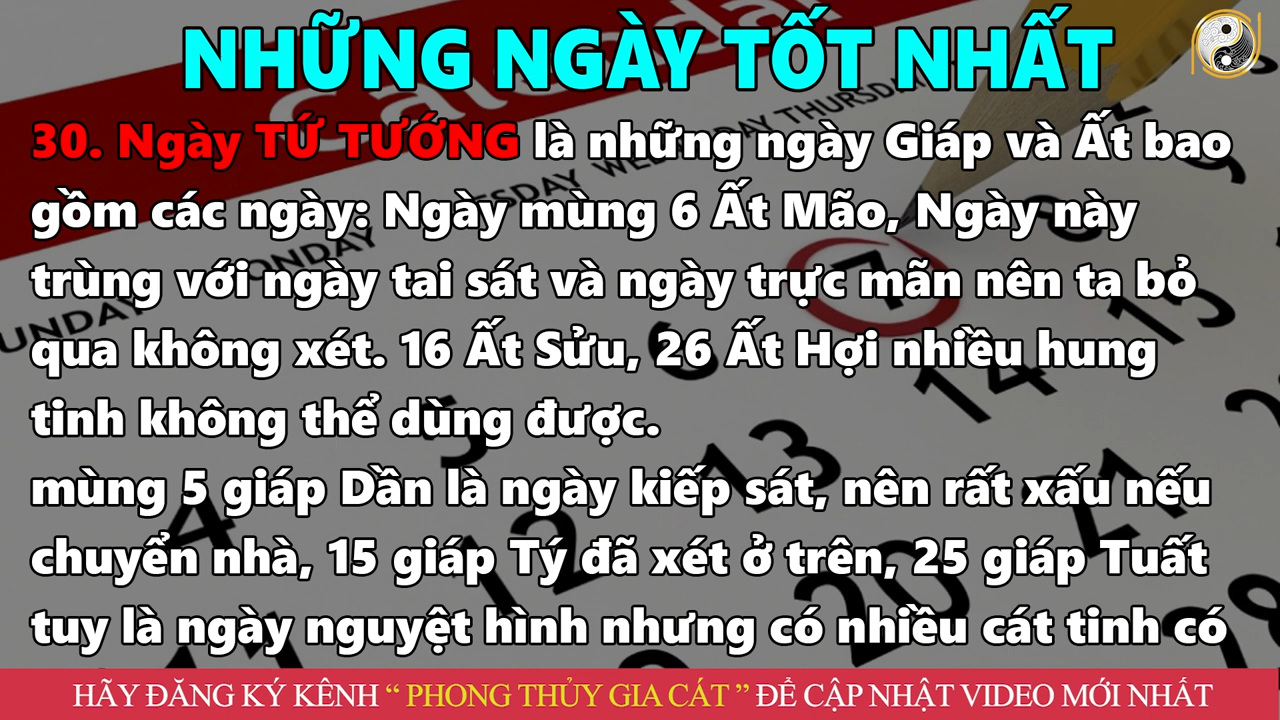 NHỮNG NGÀY TỐT NHẤT
30. Ngày TỨ TƯỚNG là những ngày Giáp và Ất bao
gồm các ngày: Ngày mùng 6 Ất Mão, Ngày này
trùng với ngày tai sát và ngày trực mãn nên ta bỏ
qua không xét. 16 Ất Sửu, 26 Ất Hợi nhiều hung
tinh không thể dùng được.
mùng 5 giáp Dần là ngày kiếp sát, nên rất xấu nếu
chuyển nhà, 15 giáp Tý đã xét ở trên, 25 giáp Tuất
tuy là ngày nguyệt hình nhưng có nhiều cát tinh có
HÃY ĐĂNG KÝ KÊNH “ PHONG THỦY GIA CÁT ” ĐỂ CẬP NHẬT VIDEO MỚI NHẤT